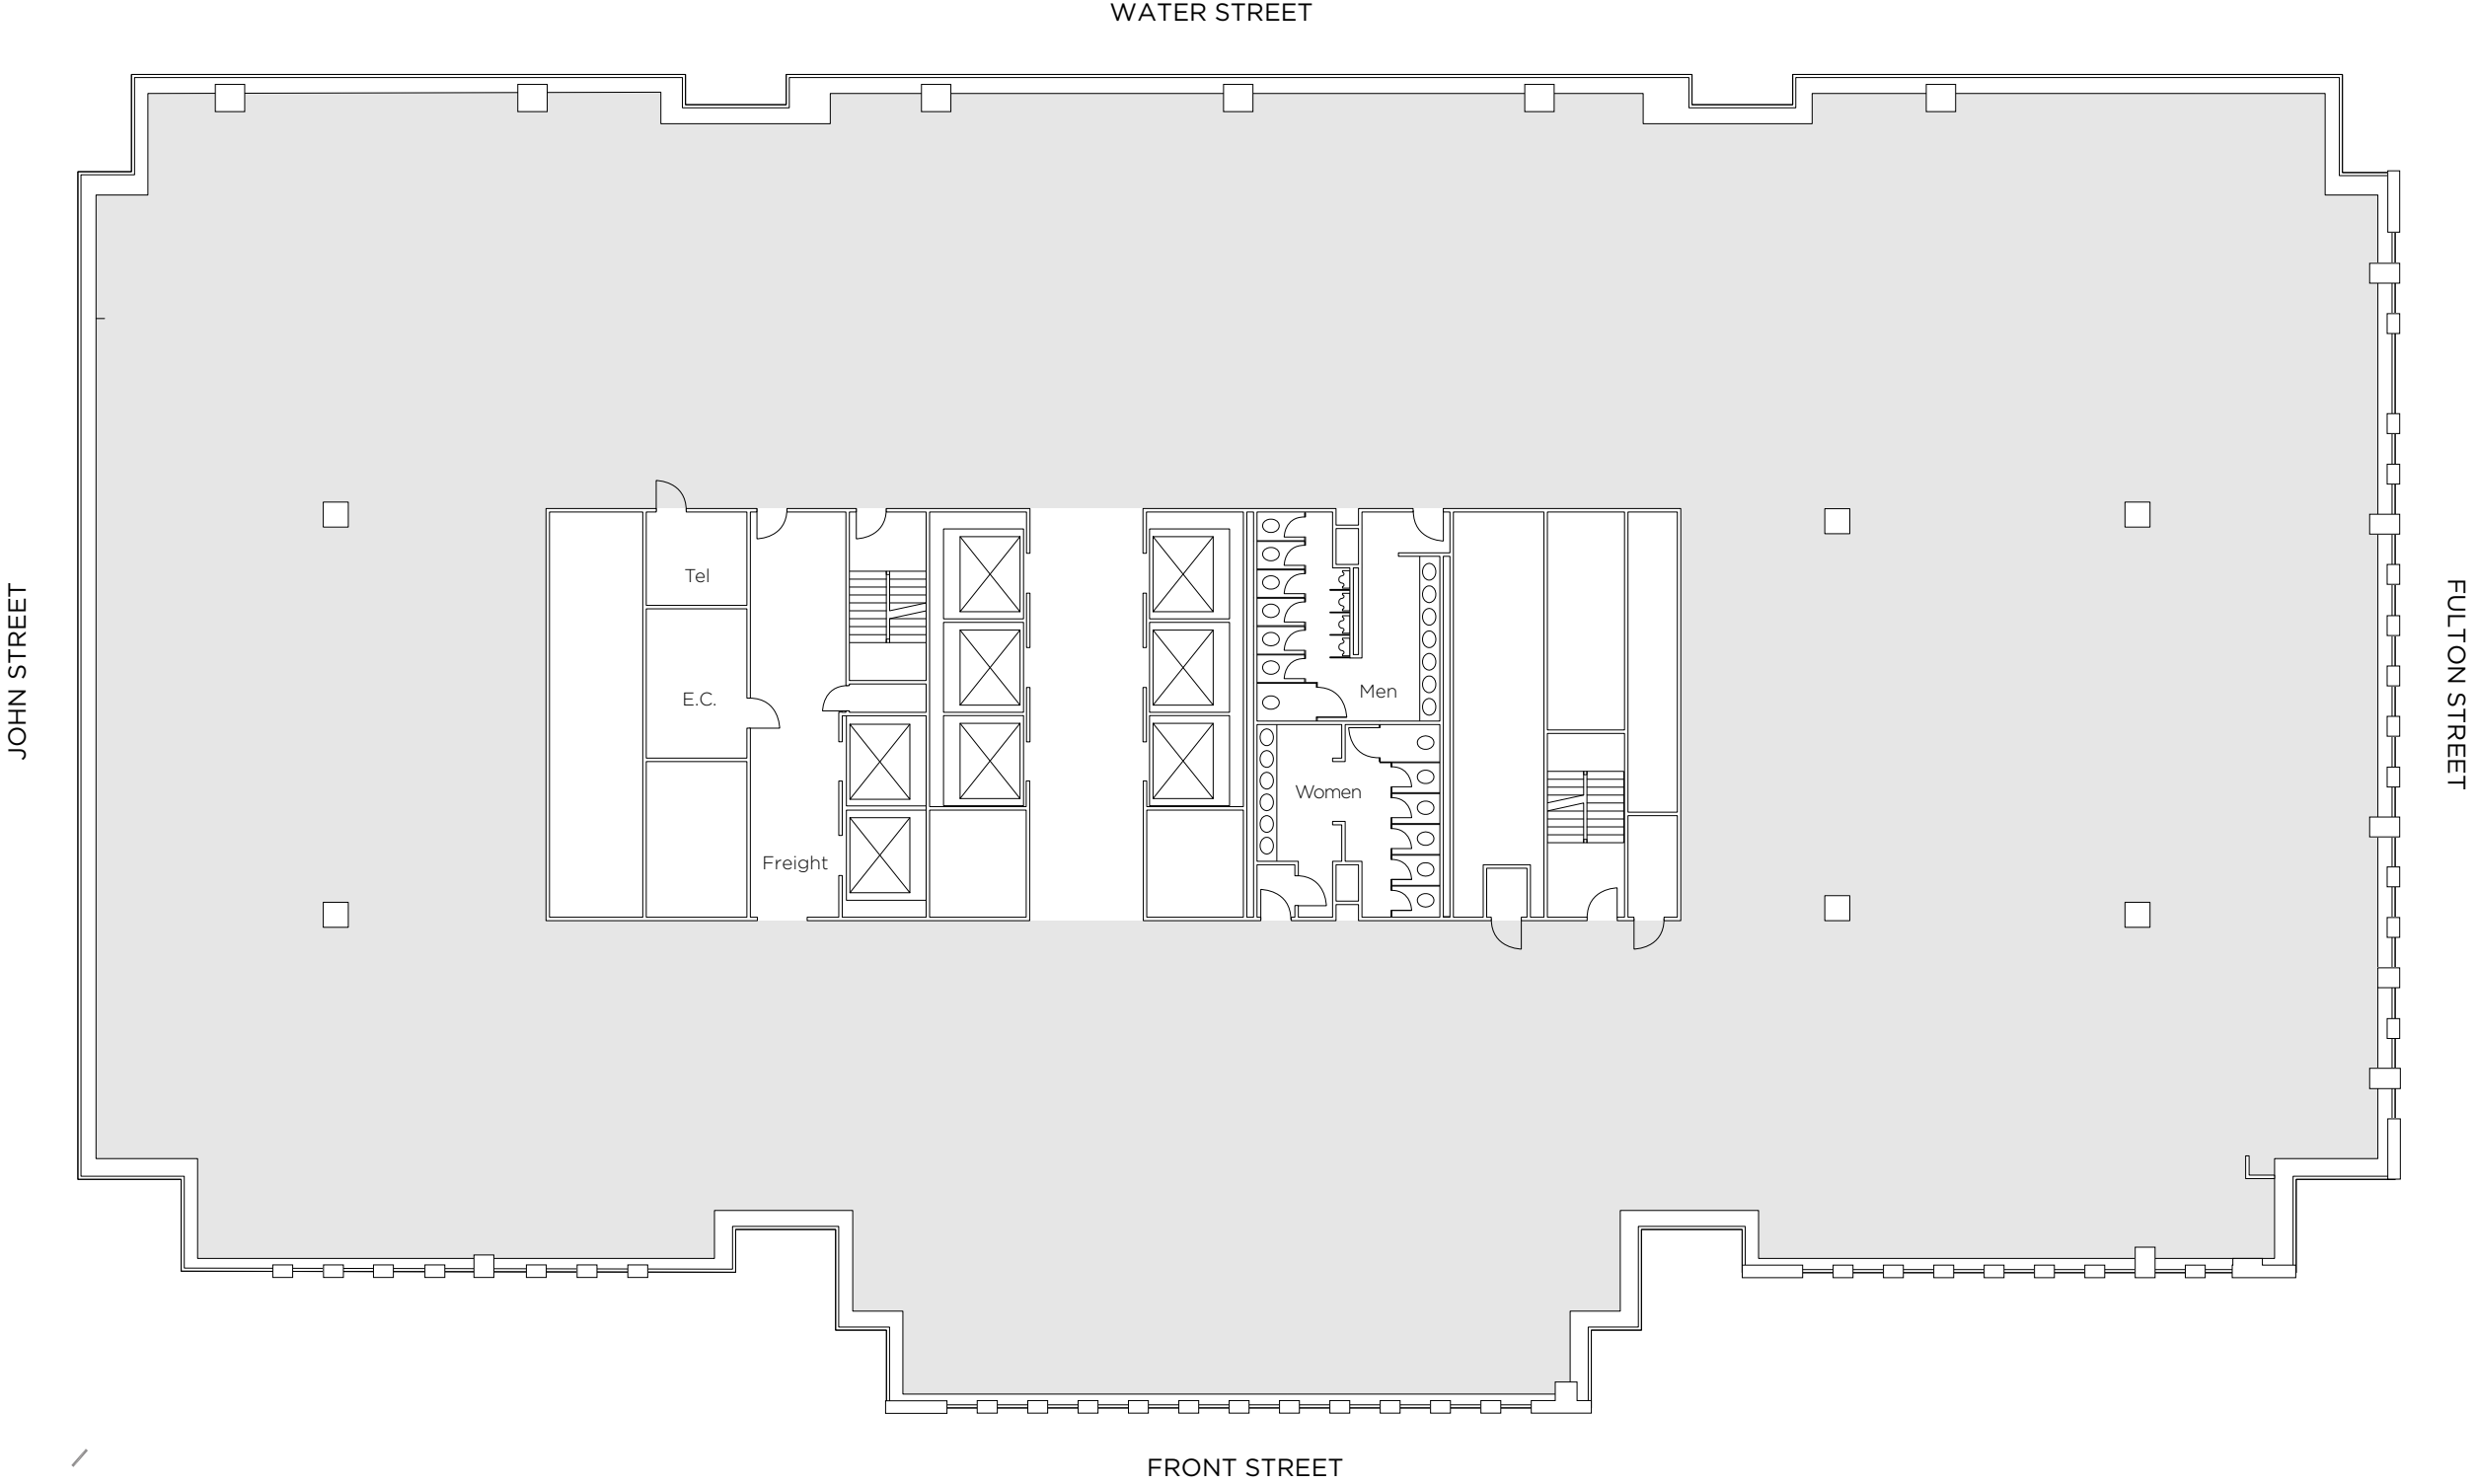 WATER STREET
JOHN STREET
FULTON STREET
Tel
E.C.
Men
Women
Freight
FRONT STREET